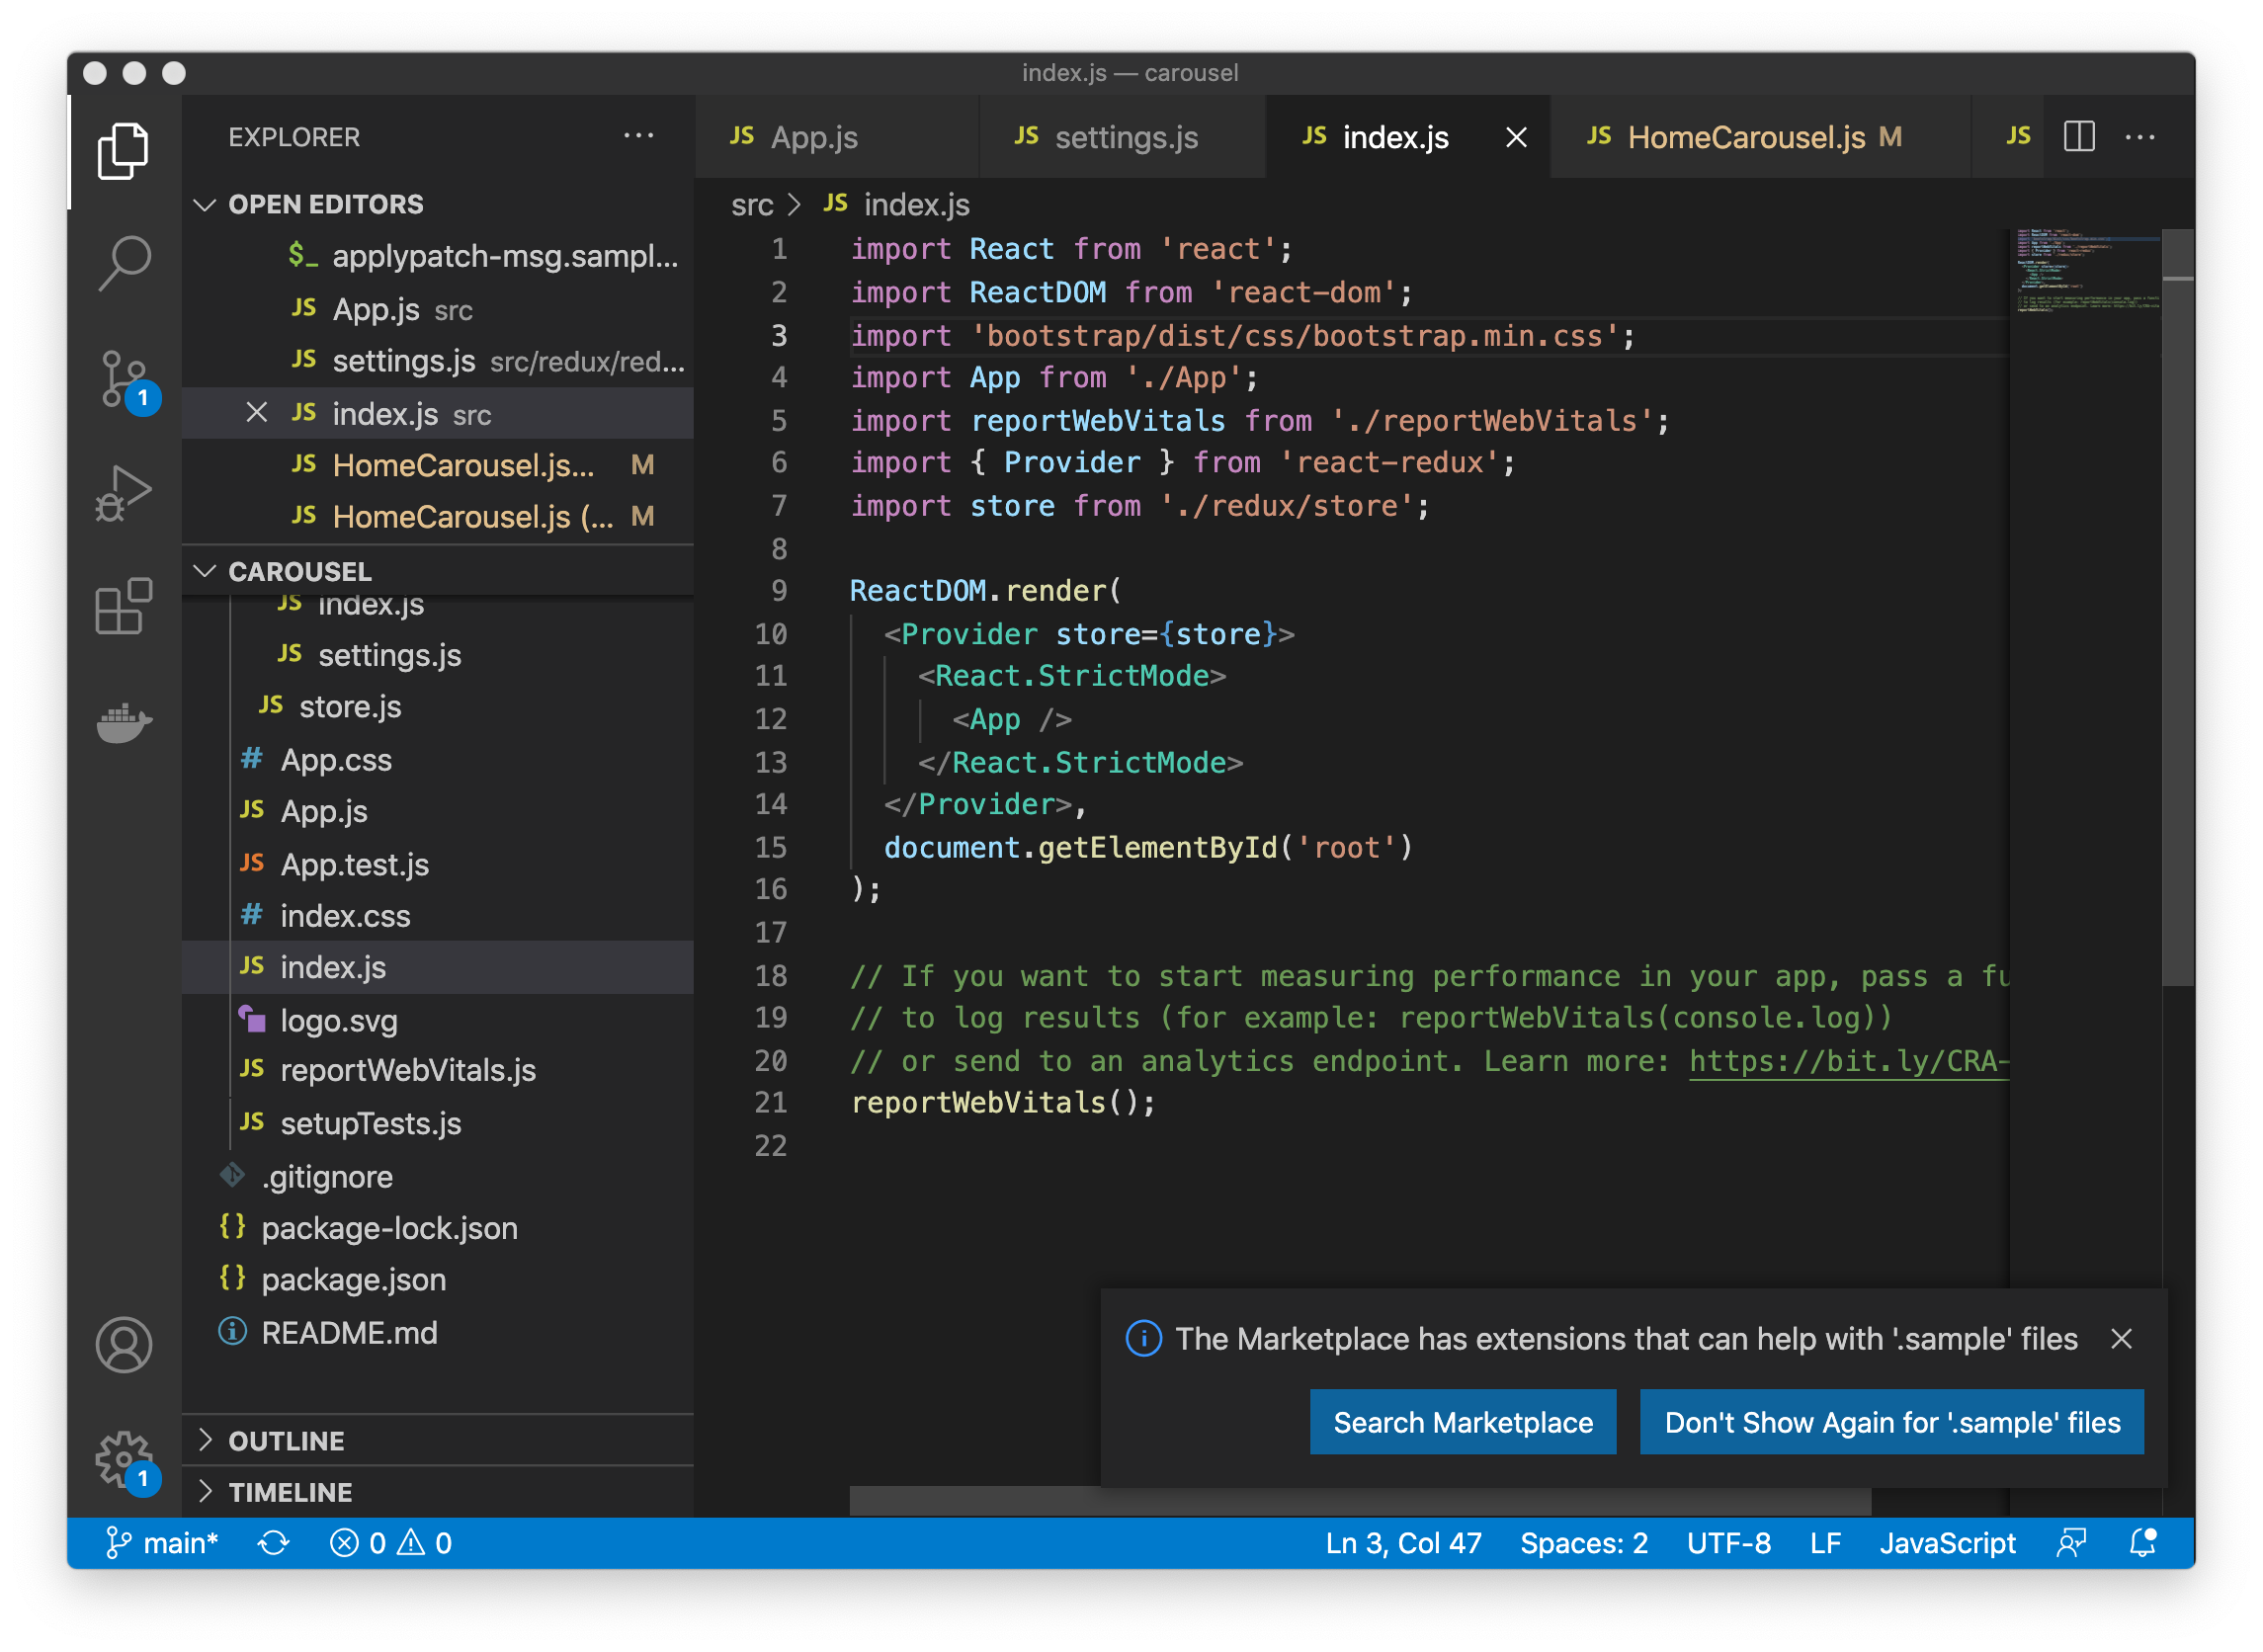 index.js — carousel
EXPLORER
OPEN EDITORS
$_ applypatch-msg.sampl...
JS App.js src
JS settings.js src/redux/red...
JS index.js src
JS HomeCarousel.js... M
JS HomeCarousel.js (... M
CAROUSEL
JS index.js
JS settings.js
JS store.js
# App.css
JS App.js
JS App.test.js
# index.css
JS index.js
logo.svg
JS reportWebVitals.js
JS setupTests.js
.gitignore
{} package-lock.json
{} package.json
README.md
OUTLINE
TIMELINE
1
1
JS App.js
JS settings.js
JS index.js
JS HomeCarousel.js M
JS
src > JS index.js
1 import React from 'react';
2 import ReactDOM from 'react-dom';
3 import 'bootstrap/dist/css/bootstrap.min.css';
4 import App from './App';
5 import reportWebVitals from './reportWebVitals';
6 import { Provider } from 'react-redux';
7 import store from './redux/store';
8
9 ReactDOM.render(
10 <Provider store={store}>
11 <React.StrictMode>
12 <App />
13 </React.StrictMode>
14 </Provider>,
15 document.getElementById('root')
16 );
17
18 // If you want to start measuring performance in your app, pass a fu
19 // to log results (for example: reportWebVitals(console.log))
20 // or send to an analytics endpoint. Learn more: https://bit.ly/CRA-
21 reportWebVitals();
22
The Marketplace has extensions that can help with '.sample' files
Search Marketplace
Don't Show Again for '.sample' files
main* 0 0 Ln 3, Col 47 Spaces: 2 UTF-8 LF JavaScript